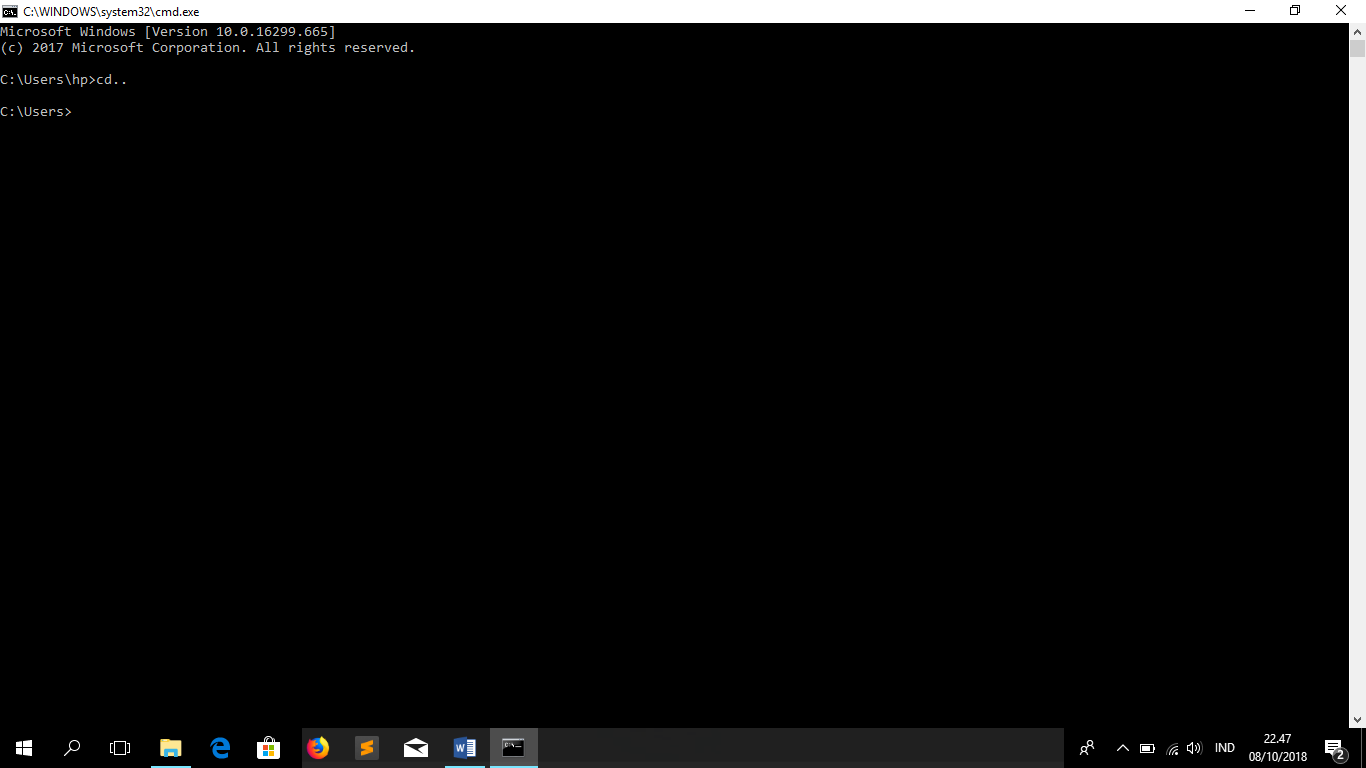 C:\WINDOWS\system32\cmd.exe
Microsoft Windows [Version 10.0.16299.665]
(c) 2017 Microsoft Corporation. All rights reserved.
C:\Users\hp>cd..
C:\Users>
IND
22.47
08/10/2018
2